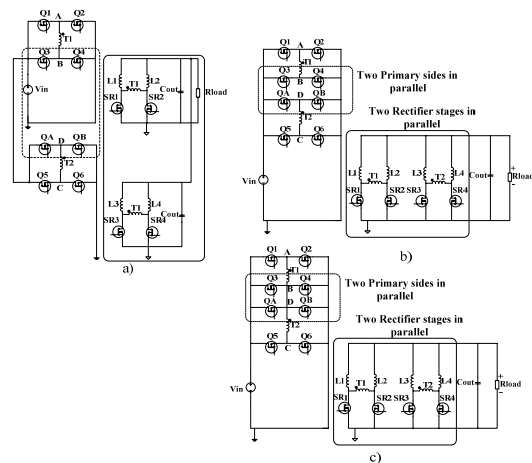 Q1 A Q2
T1
Q3 B Q4
Vin
QA D QB
T2
Q5 C Q6
L1 L2
T1
SR1 SR2
Cout
Rload
L3 L4
T1
SR3 SR4
Cout
a)
Q1 A Q2
T1
Q3 B Q4
QA D QB
T2
Q5 C Q6
Two Primary sides in
parallel
Two Rectifier stages in
parallel
Vin
L1 L2 L3 L4
T1 T2
SR1 SR2 SR3 SR4
Cout
+
Rload
-
b)
Q1 A Q2
T1
Q3 B Q4
QA D QB
T2
Q5 C Q6
Two Primary sides in
parallel
Two Rectifier stages in
parallel
Vin
L1 L2 L3 L4
T1 T2
SR1 SR2 SR3 SR4
Cout
+
Rload
-
c)